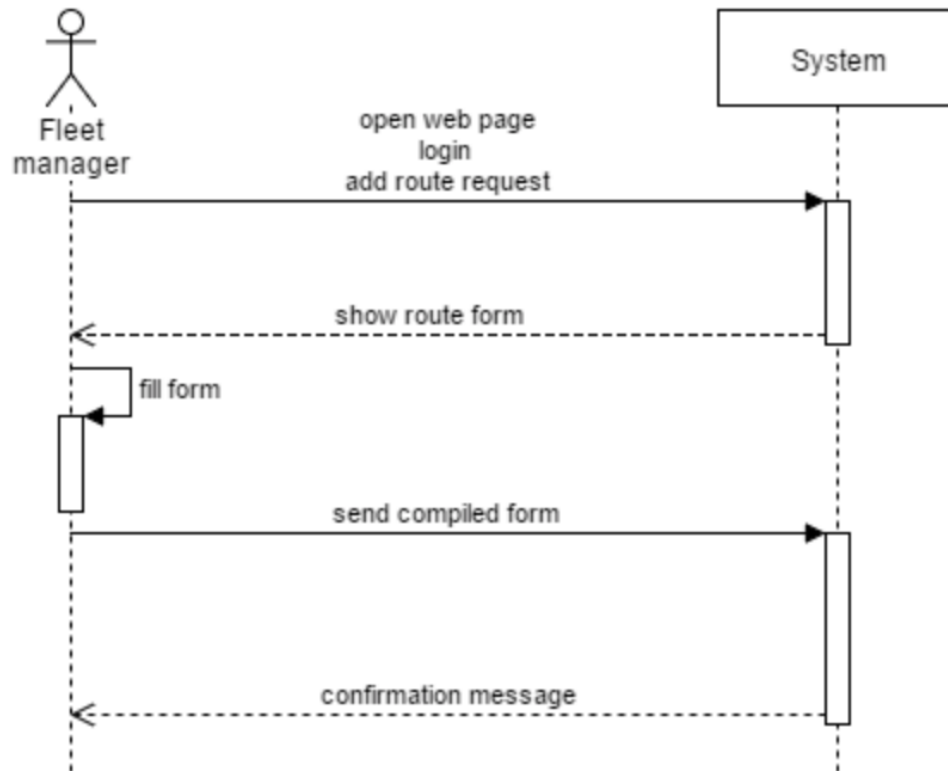 System
Fleet
manager
open web page
login
add route request
show route form
fill form
send compiled form
confirmation message